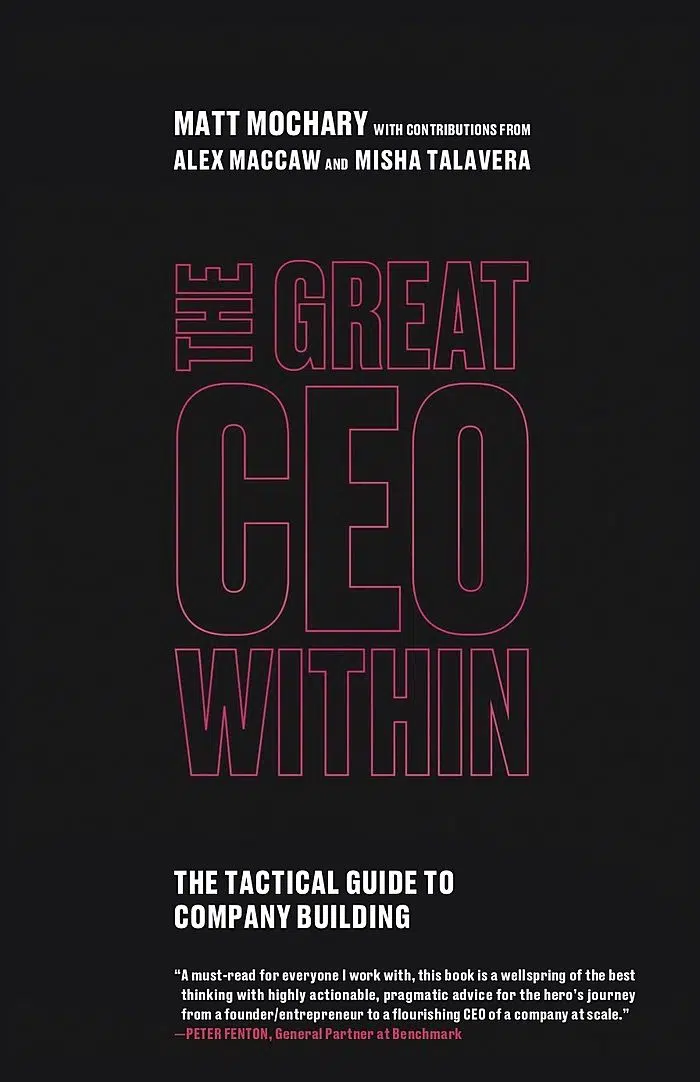 MATT MOCHARY WITH CONTRIBUTIONS FROM
ALEX MACCAW AND MISHA TALAVERA
THE GREAT
CEO
WITHIN
THE TACTICAL GUIDE TO
COMPANY BUILDING
“A must-read for everyone I work with, this book is a wellspring of the best
thinking with highly actionable, pragmatic advice for the hero’s journey
from a founder/entrepreneur to a flourishing CEO of a company at scale.”
—PETER FENTON, General Partner at Benchmark